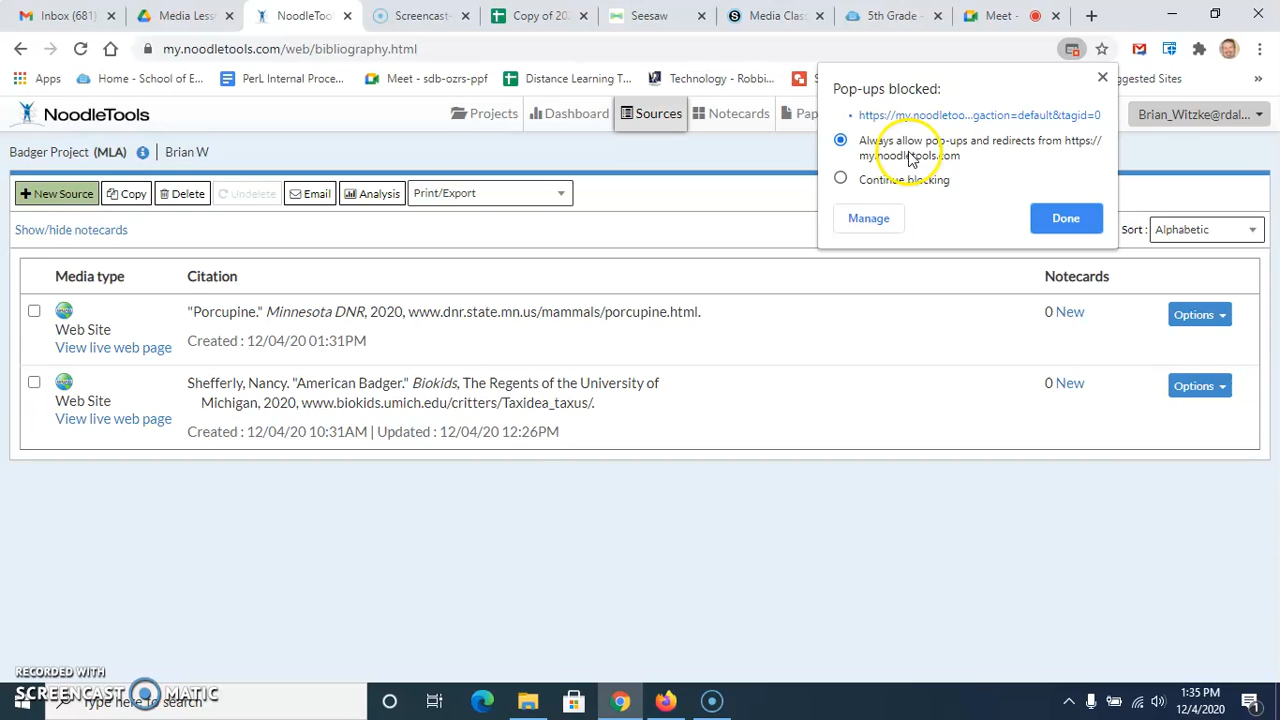 Inbox (681)
Media Less
NoodleToo
Screencast-
Copy of 202
Seesaw
Media Clas
5th Grade -
Meet -
my.noodletools.com/web/bibliography.html
Apps
Home - School of E...
PerL Internal Proce...
Meet - sdb-ozrs-ppf
Distance Learning T...
Technology - Robbi...
Suggested Sites
»
NoodleTools
Projects
Dashboard
Sources
Notecards
Pap
Brian_Witzke@rdal...
Pop-ups blocked:
• https://my.noodletoo...gaction=default&tagid=0
Always allow pop-ups and redirects from https://
my.noodletools.com
Continue blocking
Manage
Done
Badger Project (MLA)
Brian W
New Source
Copy
Delete
Undelete
Email
Analysis
Print/Export
Show/hide notecards
Sort :
Alphabetic
Media type
Citation
Notecards
Web Site
View live web page
"Porcupine." Minnesota DNR, 2020, www.dnr.state.mn.us/mammals/porcupine.html.
Created : 12/04/20 01:31PM
0 New
Options
Web Site
View live web page
Shefferly, Nancy. "American Badger." Biokids, The Regents of the University of
Michigan, 2020, www.biokids.umich.edu/critters/Taxidea_taxus/.
Created : 12/04/20 10:31AM | Updated : 12/04/20 12:26PM
0 New
Options
RECORDED WITH
SCREENCAST MATIC
Type here to search
1:35 PM
12/4/2020
1